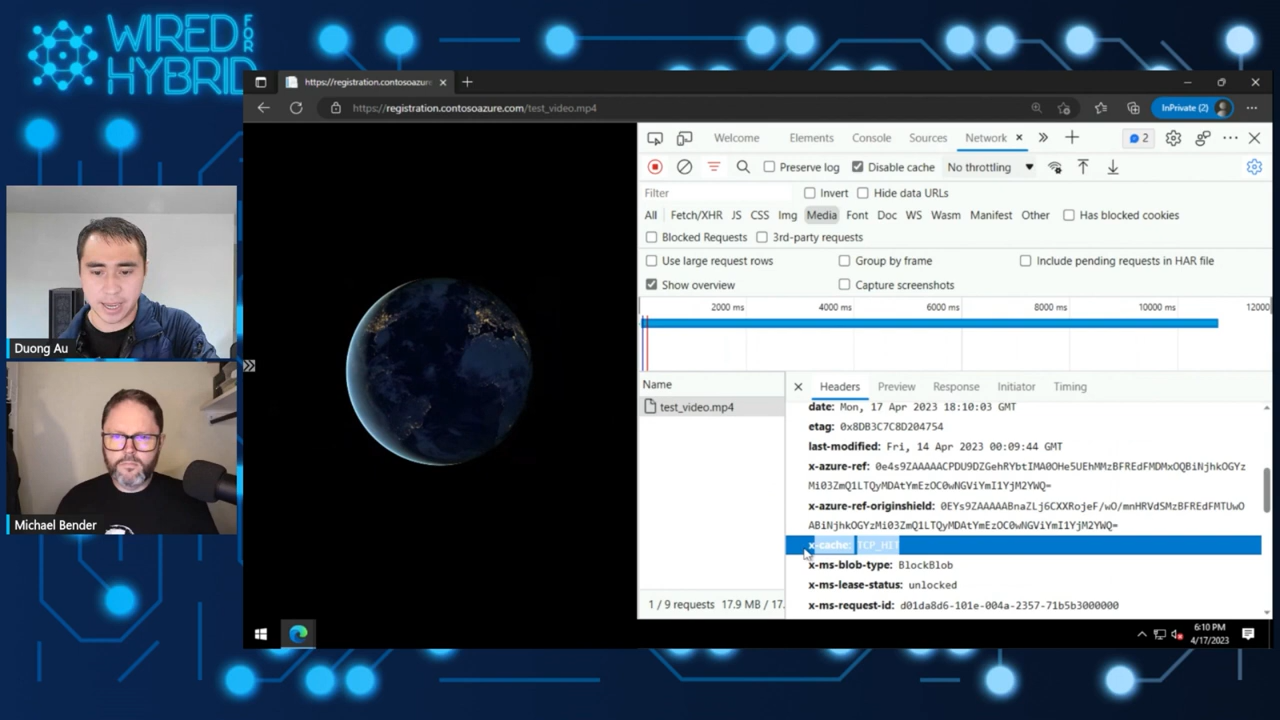 WIRED FOR
HYBRID
https://registration.contosoazure
https://registration.contosoazure.com/test_video.mp4
InPrivate (2)
Welcome Elements Console Sources Network 2
Preserve log Disable cache No throttling
Filter Invert Hide data URLs
All Fetch/XHR JS CSS Img Media Font Doc WS Wasm Manifest Other Has blocked cookies
Blocked Requests 3rd-party requests
Use large request rows Group by frame Include pending requests in HAR file
Show overview Capture screenshots
2000 ms 4000 ms 6000 ms 8000 ms 10000 ms 12000
Duong Au
Name
test_video.mp4
1 / 9 requests 17.9 MB / 17.
Headers Preview Response Initiator Timing
date: Mon, 17 Apr 2023 18:10:03 GMT
etag: 0x8DB3C7C8D204754
last-modified: Fri, 14 Apr 2023 00:09:44 GMT
x-azure-ref:
x-azure-ref-originshield:
x-cache: TCP_HIT
x-ms-blob-type: BlockBlob
x-ms-lease-status: unlocked
x-ms-request-id: d01da8d6-101e-004a-2357-71b5b3000000
Michael Bender
6:10 PM
4/17/2023